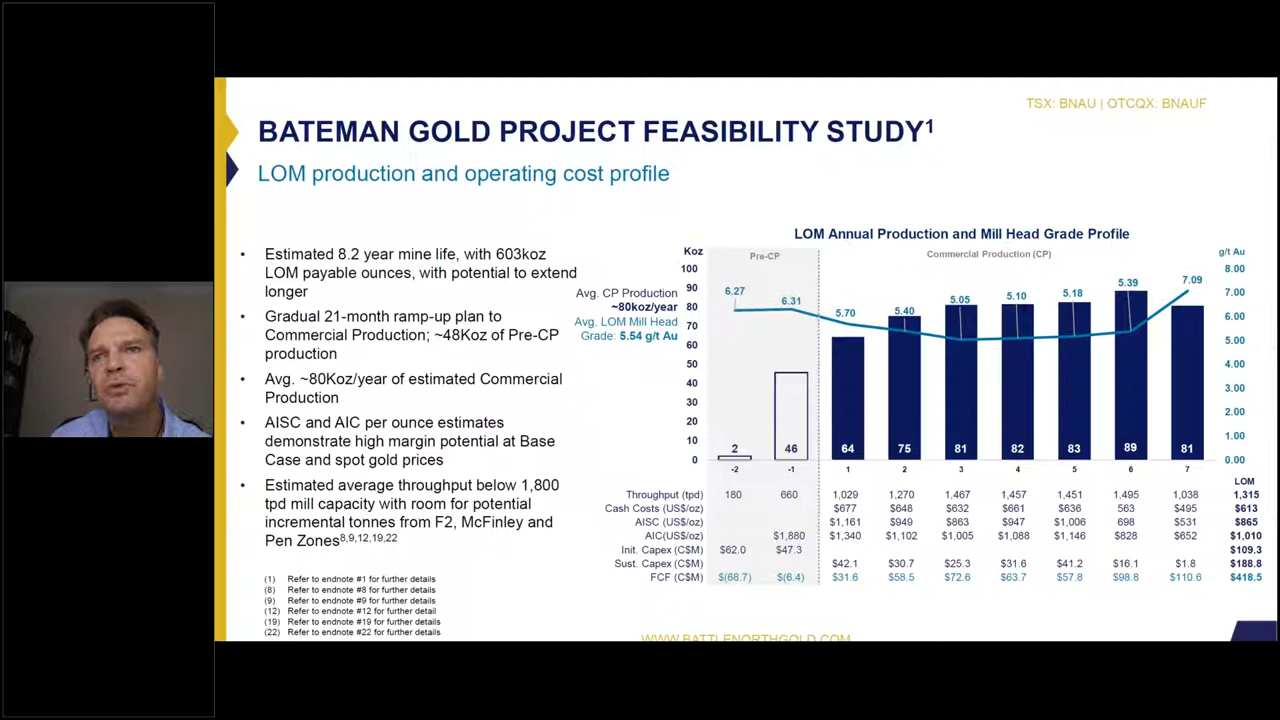 TSX: BNAU | OTCQX: BNAUF
BATEMAN GOLD PROJECT FEASIBILITY STUDY1
LOM production and operating cost profile
• Estimated 8.2 year mine life, with 603koz
LOM payable ounces, with potential to extend
longer
• Gradual 21-month ramp-up plan to
Commercial Production; ~48Koz of Pre-CP
production
• Avg. ~80Koz/year of estimated Commercial
Production
• AISC and AIC per ounce estimates
demonstrate high margin potential at Base
Case and spot gold prices
• Estimated average throughput below 1,800
tpd mill capacity with room for potential
incremental tonnes from F2, McFinley and
Pen Zones8,9,12,19,22
(1) Refer to endnote #1 for further details
(8) Refer to endnote #8 for further details
(9) Refer to endnote #9 for further details
(12) Refer to endnote #12 for further detail
(19) Refer to endnote #19 for further details
(22) Refer to endnote #22 for further details
LOM Annual Production and Mill Head Grade Profile
Koz
Pre-CP
Commercial Production (CP)
g/t Au
Avg. CP Production
~80koz/year
Avg. LOM Mill Head
Grade: 5.54 g/t Au
100
90
80
70
60
50
40
30
20
10
0
6.27 6.31 5.70 5.40 5.05 5.10 5.18 5.39 7.09
2 46 64 75 81 82 83 89 81
-2 -1 1 2 3 4 5 6 7
8.00
7.00
6.00
5.00
4.00
3.00
2.00
1.00
0.00
LOM
Throughput (tpd) 180 660 1,029 1,270 1,467 1,457 1,451 1,495 1,038 1,315
Cash Costs (US$/oz) $677 $648 $632 $661 $636 563 $495 $613
AISC (US$/oz) $1,161 $949 $863 $947 $1,006 698 $531 $865
AIC(US$/oz) $1,880 $1,340 $1,102 $1,005 $1,088 $1,146 $828 $652 $1,010
Init. Capex (C$M) $62.0 $47.3 $109.3
Sust. Capex (C$M) $42.1 $30.7 $25.3 $31.6 $41.2 $16.1 $1.8 $188.8
FCF (C$M) $(68.7) $(6.4) $31.6 $58.5 $72.6 $63.7 $57.8 $98.8 $110.6 $418.5
WWW.BATTLENORTHGOLD.COM